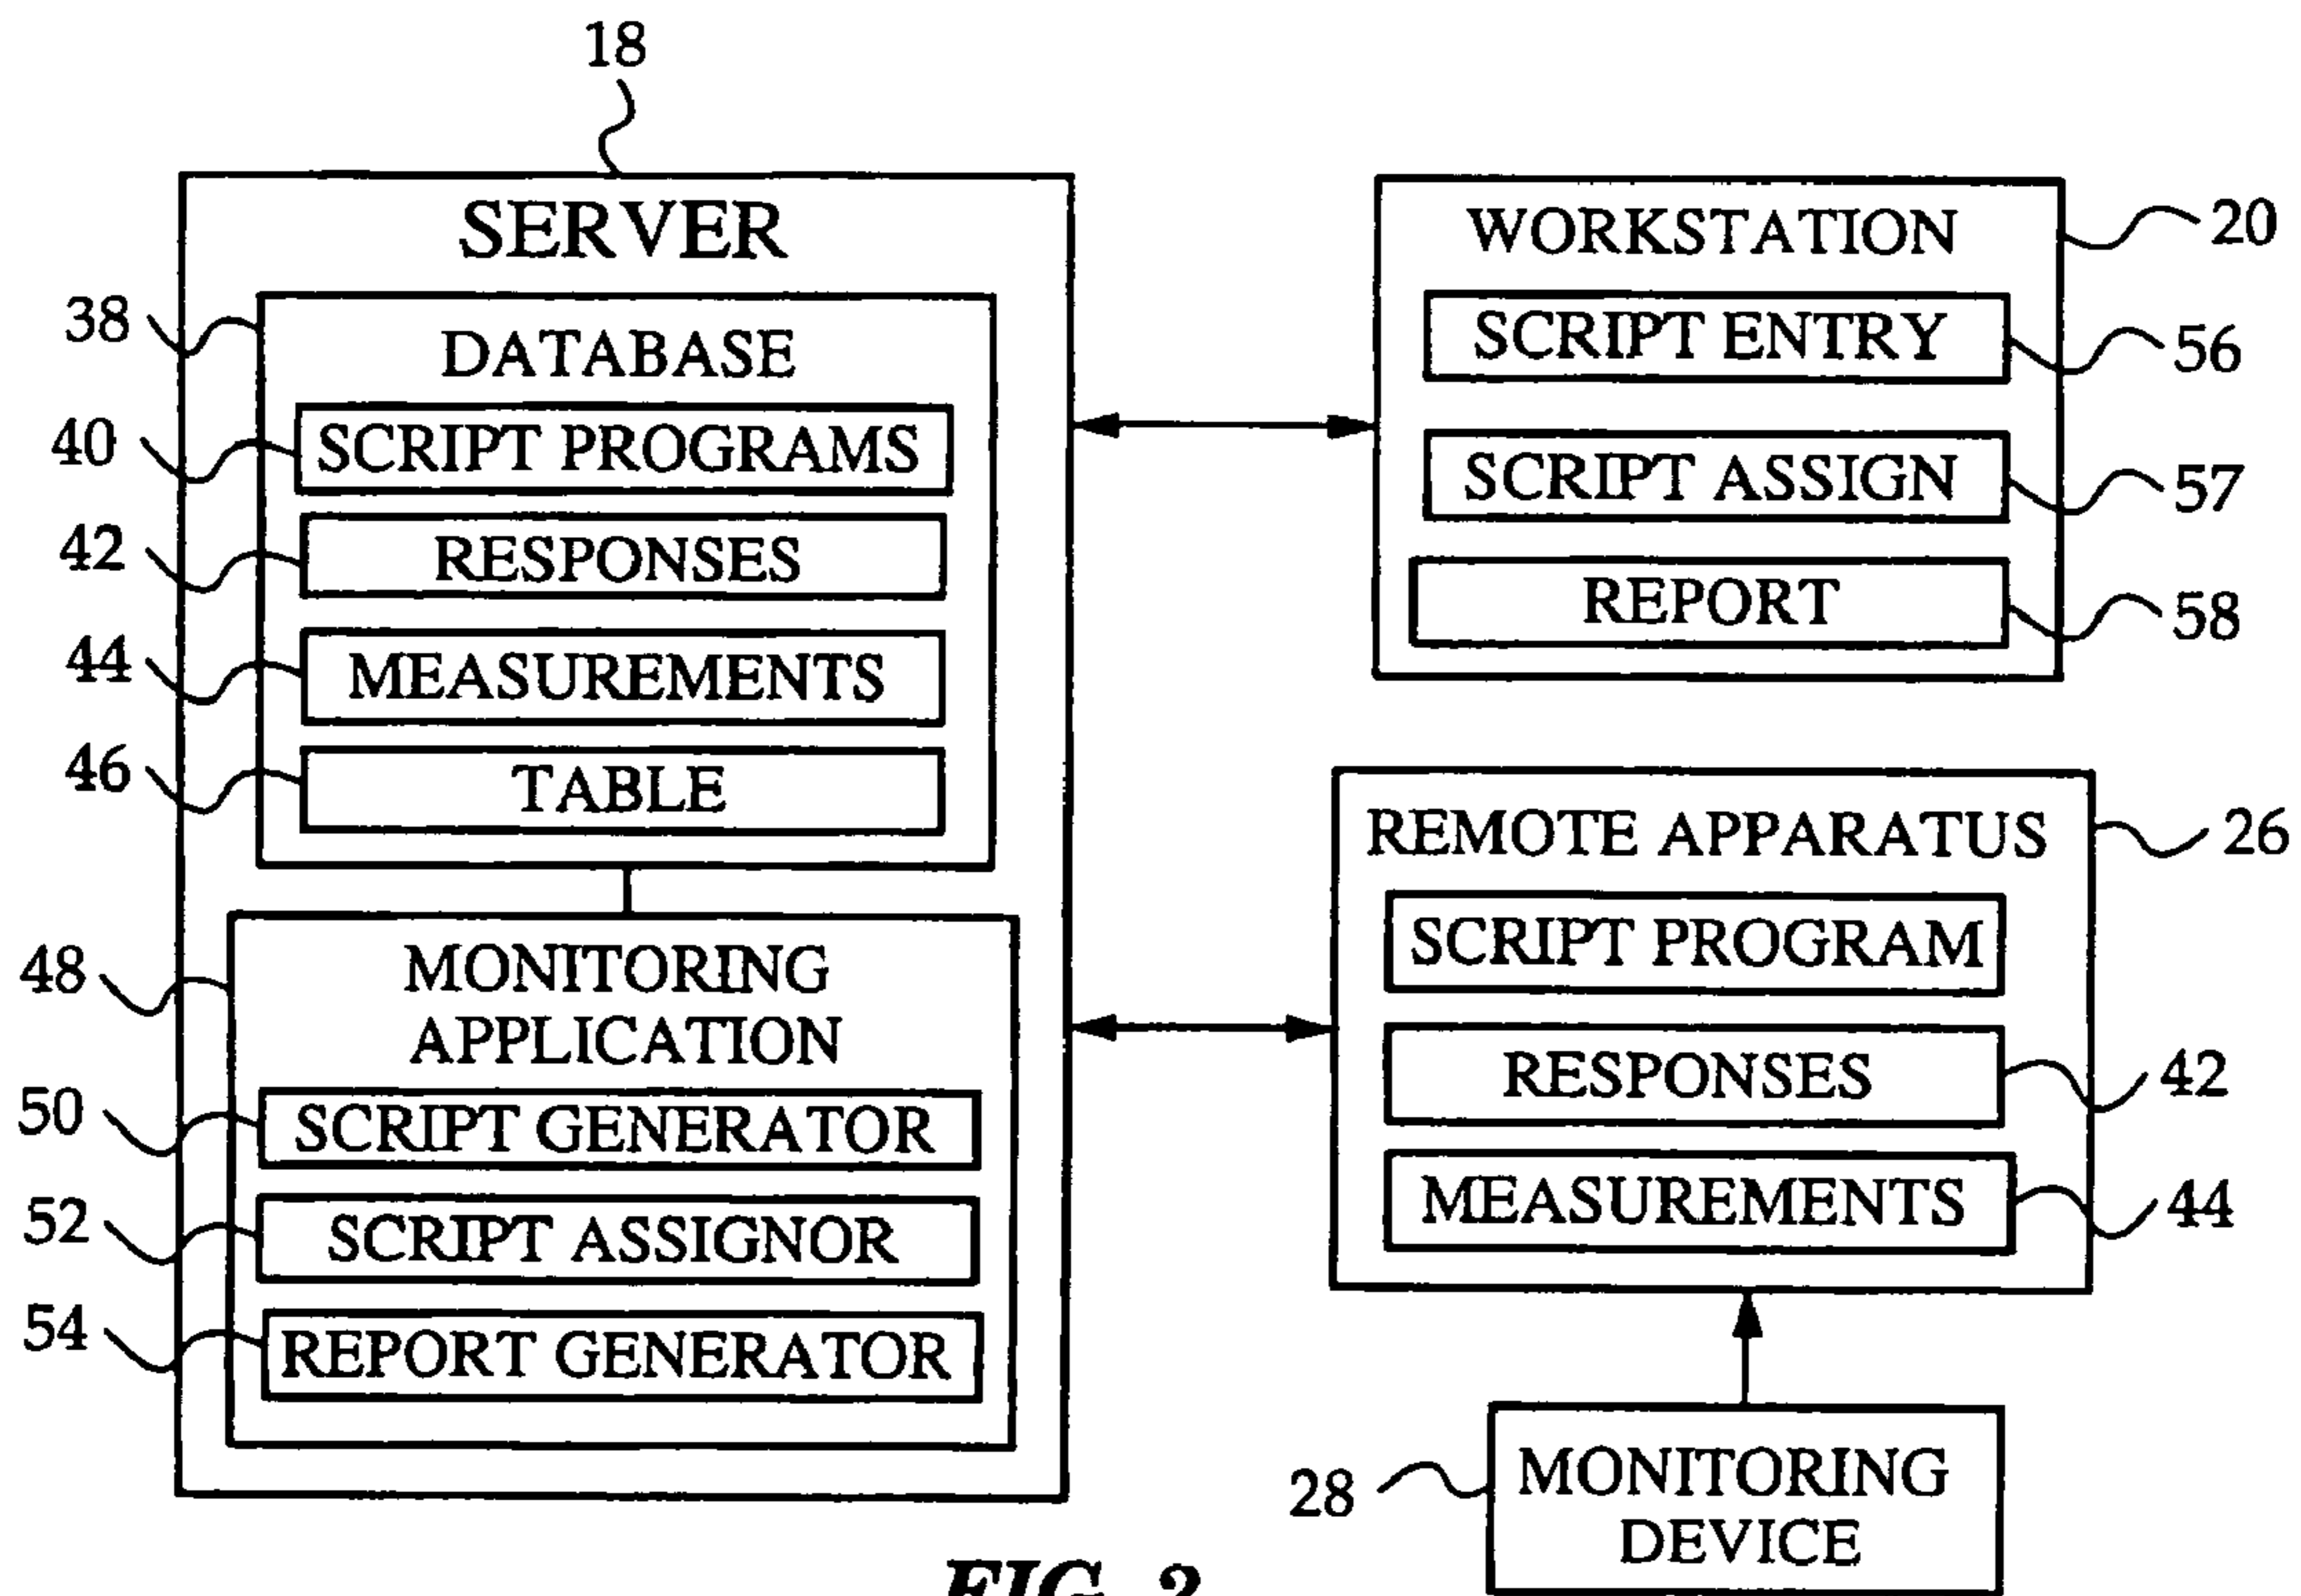 18
SERVER
38
DATABASE
40
SCRIPT PROGRAMS
42
RESPONSES
44
MEASUREMENTS
46
TABLE
48
MONITORING
APPLICATION
50
SCRIPT GENERATOR
52
SCRIPT ASSIGNOR
54
REPORT GENERATOR
WORKSTATION
20
SCRIPT ENTRY
56
SCRIPT ASSIGN
57
REPORT
58
REMOTE APPARATUS
26
SCRIPT PROGRAM
RESPONSES
42
MEASUREMENTS
44
28
MONITORING
DEVICE
FIG. 2